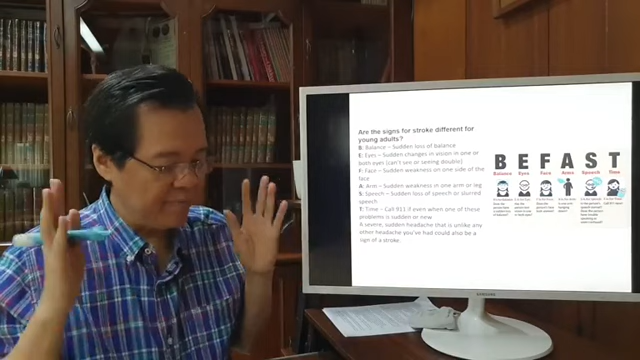 Are the signs for stroke different for
young adults?
B: Balance – Sudden loss of balance
E: Eyes – Sudden changes in vision in one or
both eyes (can't see or seeing double)
F: Face – Sudden weakness on one side of the
face
A: Arm – Sudden weakness in one arm or leg
S: Speech – Sudden loss of speech or slurred
speech
T: Time – Call 911 if even when one of these
problems is sudden or new
A severe, sudden headache that is unlike any
other headache you've had could also be a
sign of a stroke.
BE FAST
Balance Eyes Face Arms Speech Time
SAMSUNG